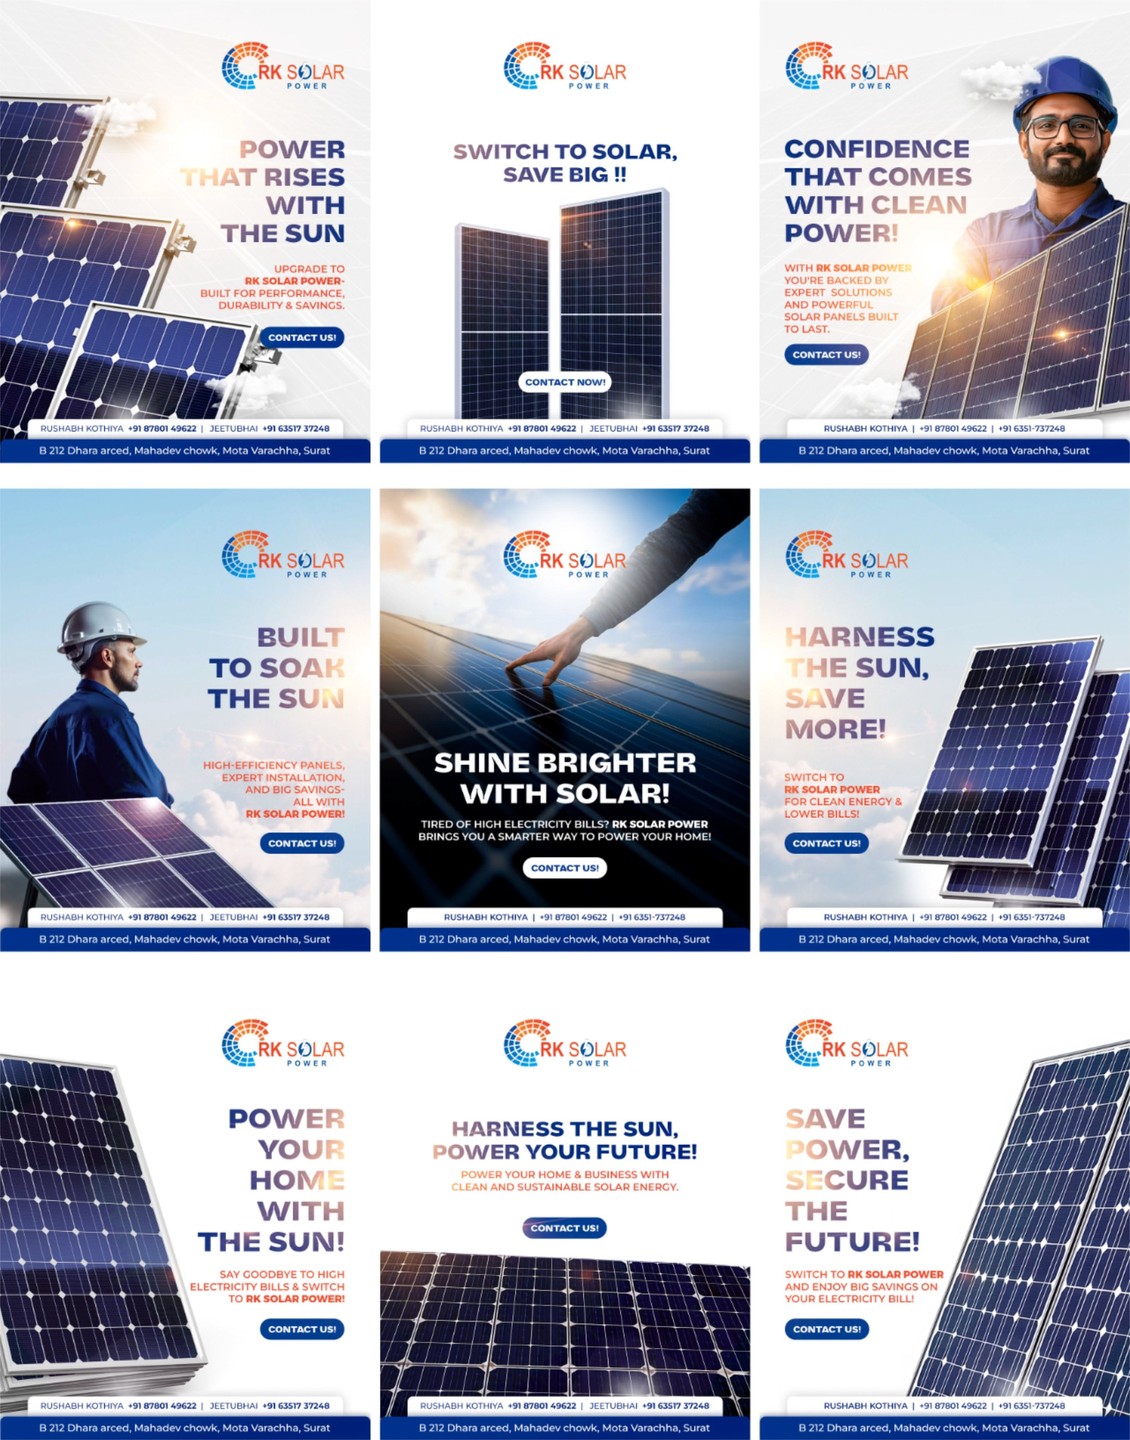 RK SOLAR
POWER
POWER
THAT RISES
WITH
THE SUN
UPGRADE TO
RK SOLAR POWER-
BUILT FOR PERFORMANCE,
DURABILITY & SAVINGS.
CONTACT US!
RUSHABH KOTHIYA +91 87801 49622 | JEETUBHAI +91 63517 37248
B 212 Dhara arced, Mahadev chowk, Mota Varachha, Surat
RK SOLAR
POWER
SWITCH TO SOLAR,
SAVE BIG !!
CONTACT NOW!
RUSHABH KOTHIYA +91 87801 49622 | JEETUBHAI +91 63517 37248
B 212 Dhara arced, Mahadev chowk, Mota Varachha, Surat
RK SOLAR
POWER
CONFIDENCE
THAT COMES
WITH CLEAN
POWER!
WITH RK SOLAR POWER
YOU'RE BACKED BY
EXPERT SOLUTIONS
AND POWERFUL
SOLAR PANELS BUILT
TO LAST.
CONTACT US!
RUSHABH KOTHIYA | +91 87801 49622 | +91 6351-737248
B 212 Dhara arced, Mahadev chowk, Mota Varachha, Surat
RK SOLAR
POWER
BUILT
TO SOAK
THE SUN
HIGH-EFFICIENCY PANELS,
EXPERT INSTALLATION,
AND BIG SAVINGS-
ALL WITH
RK SOLAR POWER!
CONTACT US!
RUSHABH KOTHIYA +91 87801 49622 | JEETUBHAI +91 63517 37248
B 212 Dhara arced, Mahadev chowk, Mota Varachha, Surat
RK SOLAR
POWER
SHINE BRIGHTER
WITH SOLAR!
TIRED OF HIGH ELECTRICITY BILLS? RK SOLAR POWER
BRINGS YOU A SMARTER WAY TO POWER YOUR HOME!
CONTACT US!
RUSHABH KOTHIYA | +91 87801 49622 | +91 6351-737248
B 212 Dhara arced, Mahadev chowk, Mota Varachha, Surat
RK SOLAR
POWER
HARNESS
THE SUN,
SAVE
MORE!
SWITCH TO
RK SOLAR POWER
FOR CLEAN ENERGY &
LOWER BILLS!
CONTACT US!
RUSHABH KOTHIYA | +91 87801 49622 | +91 6351-737248
B 212 Dhara arced, Mahadev chowk, Mota Varachha, Surat
RK SOLAR
POWER
POWER
YOUR
HOME
WITH
THE SUN!
SAY GOODBYE TO HIGH
ELECTRICITY BILLS & SWITCH
TO RK SOLAR POWER!
CONTACT US!
RUSHABH KOTHIYA +91 87801 49622 | JEETUBHAI +91 63517 37248
B 212 Dhara arced, Mahadev chowk, Mota Varachha, Surat
RK SOLAR
POWER
HARNESS THE SUN,
POWER YOUR FUTURE!
POWER YOUR HOME & BUSINESS WITH
CLEAN AND SUSTAINABLE SOLAR ENERGY.
CONTACT US!
RUSHABH KOTHIYA +91 87801 49622 | JEETUBHAI +91 63517 37248
B 212 Dhara arced, Mahadev chowk, Mota Varachha, Surat
RK SOLAR
POWER
SAVE
POWER,
SECURE
THE
FUTURE!
SWITCH TO RK SOLAR POWER
AND ENJOY BIG SAVINGS ON
YOUR ELECTRICITY BILL!
CONTACT US!
RUSHABH KOTHIYA | +91 87801 49622 | +91 6351-737248
B 212 Dhara arced, Mahadev chowk, Mota Varachha, Surat